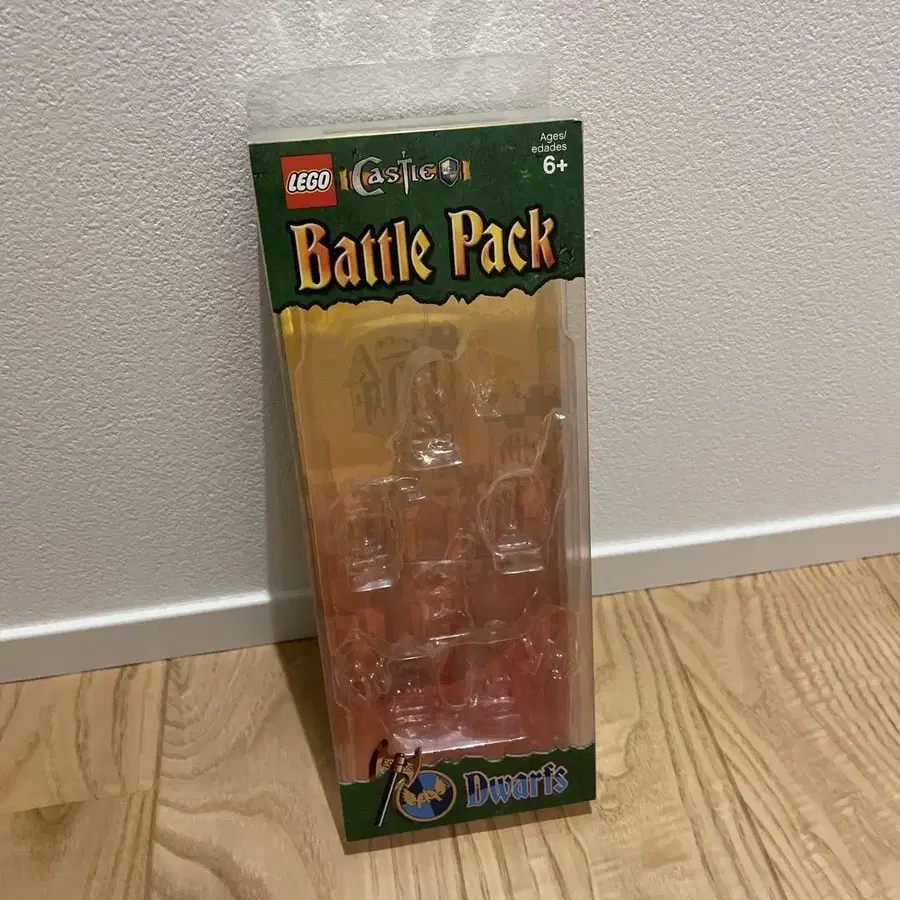 Ages/
edades
6+
LEGO Castle
Battle Pack
Dwarfs